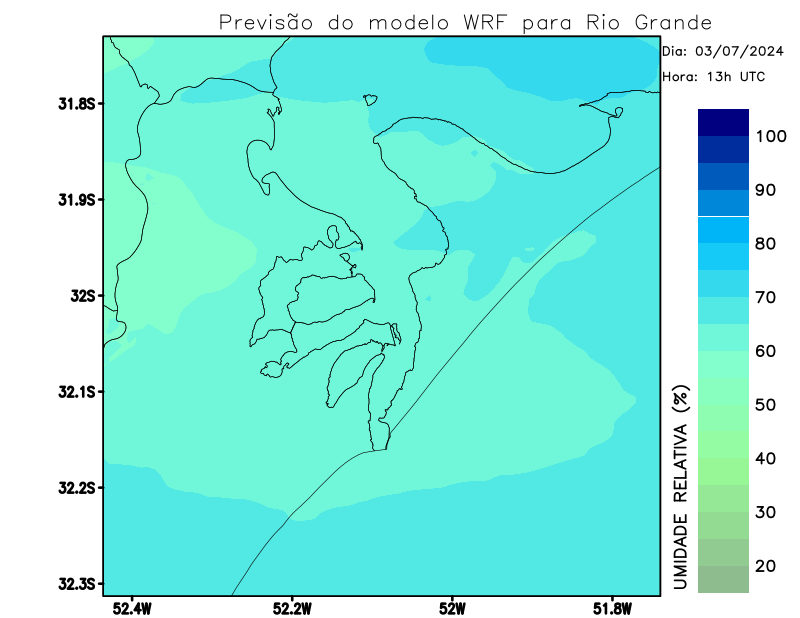 Previsão do modelo WRF para Rio Grande
Dia: 03/07/2024
Hora: 13h UTC
31.8S
31.9S
32S
32.1S
32.2S
32.3S
52.4W
52.2W
52W
51.8W
UMIDADE RELATIVA (%)
100
90
80
70
60
50
40
30
20